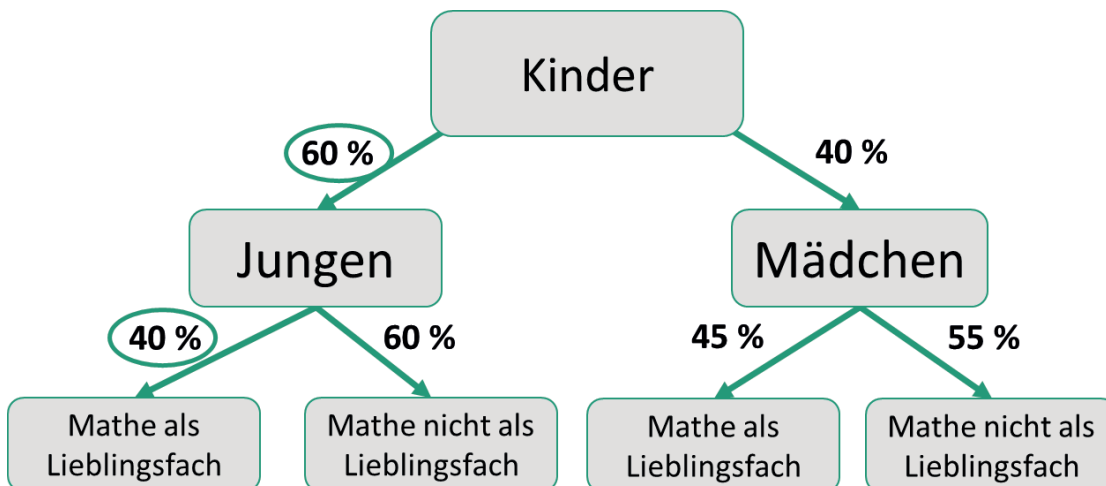 Kinder
60 %
40 %
Jungen
Mädchen
40 %
60 %
45 %
55 %
Mathe als
Lieblingsfach
Mathe nicht als
Lieblingsfach
Mathe als
Lieblingsfach
Mathe nicht als
Lieblingsfach